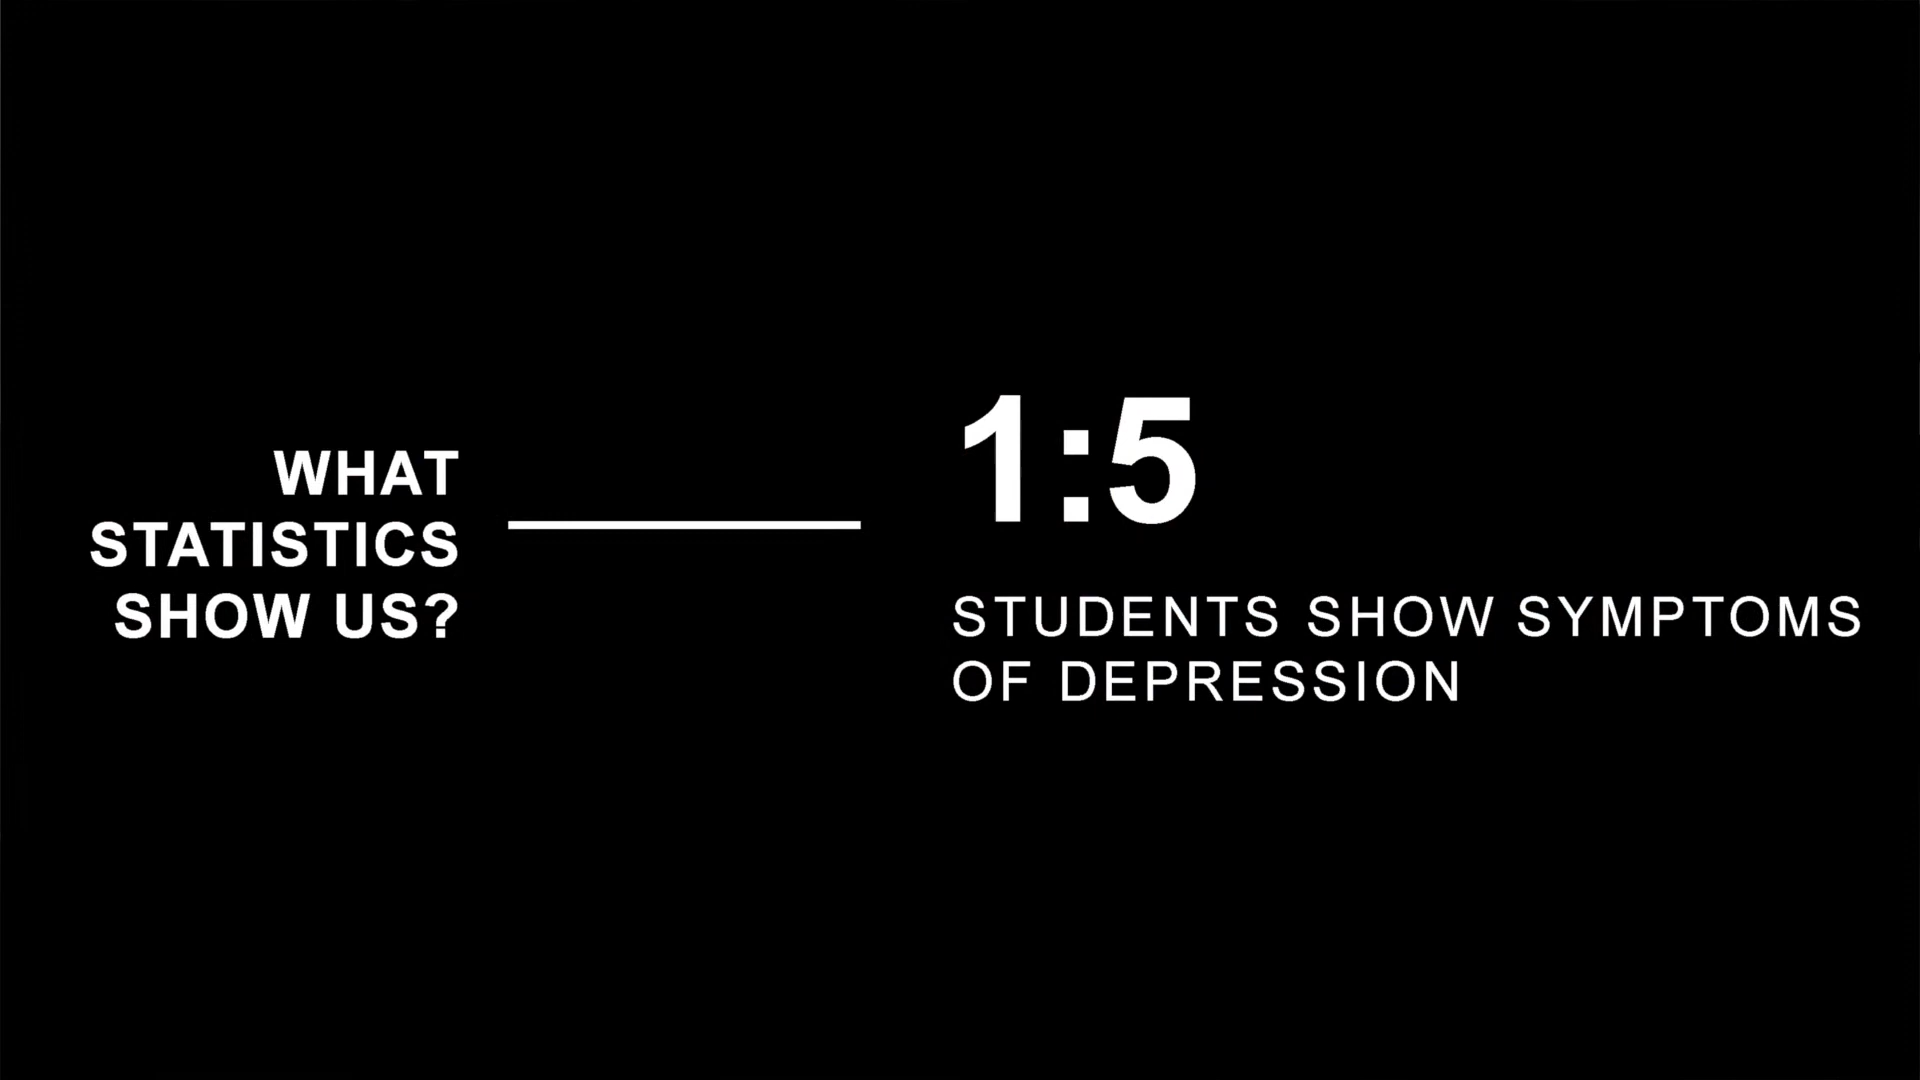 WHAT
STATISTICS
SHOW US?
1:5
STUDENTS SHOW SYMPTOMS
OF DEPRESSION